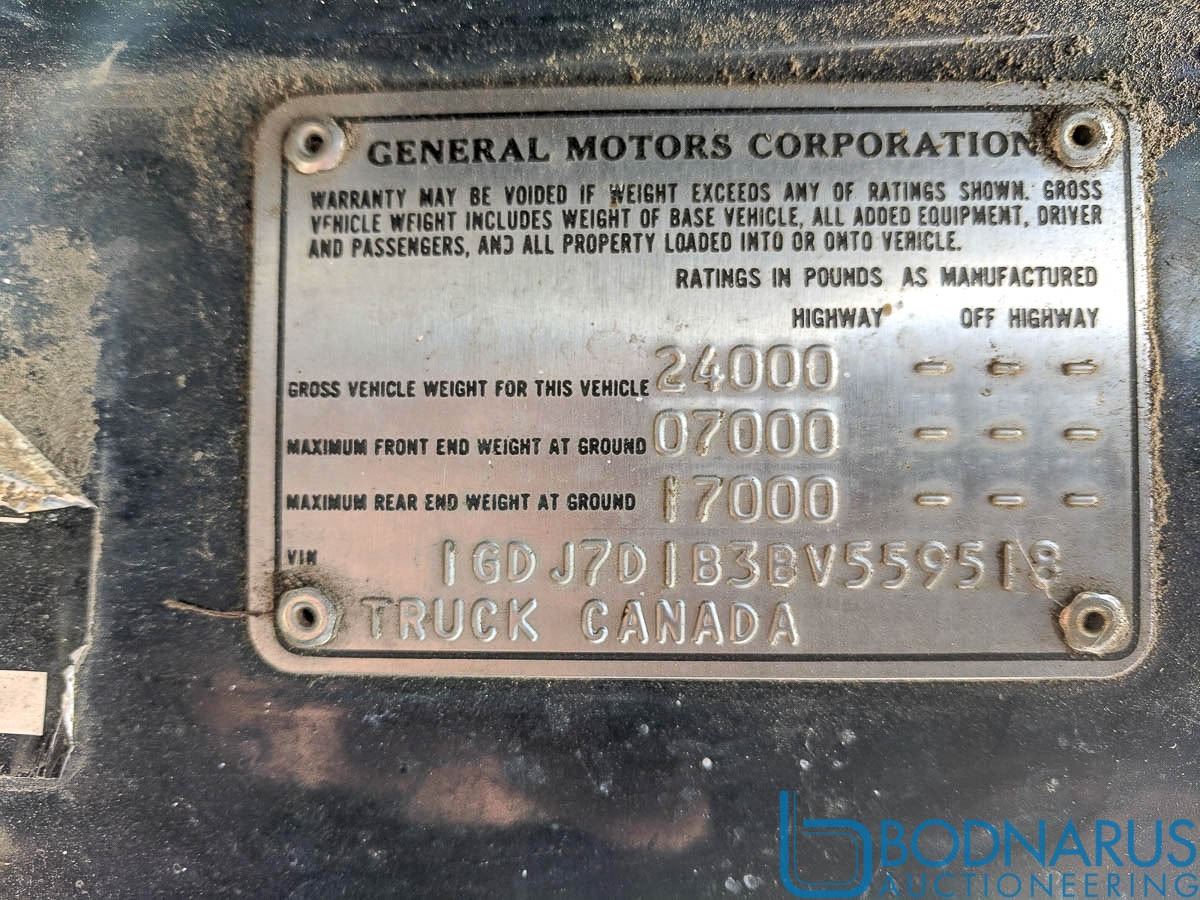 GENERAL MOTORS CORPORATION
WARRANTY MAY BE VOIDED IF WEIGHT EXCEEDS ANY OF RATINGS SHOWN. GROSS
VEHICLE WEIGHT INCLUDES WEIGHT OF BASE VEHICLE, ALL ADDED EQUIPMENT, DRIVER
AND PASSENGERS, AND ALL PROPERTY LOADED INTO OR ONTO VEHICLE.
RATINGS IN POUNDS AS MANUFACTURED
HIGHWAY OFF HIGHWAY
GROSS VEHICLE WEIGHT FOR THIS VEHICLE 24000 - - -
MAXIMUM FRONT END WEIGHT AT GROUND 07000 - - -
MAXIMUM REAR END WEIGHT AT GROUND 17000 - - -
VIN 1GDJ7D1B3BV559518
TRUCK CANADA
BODNARUS
AUCTIONEERING